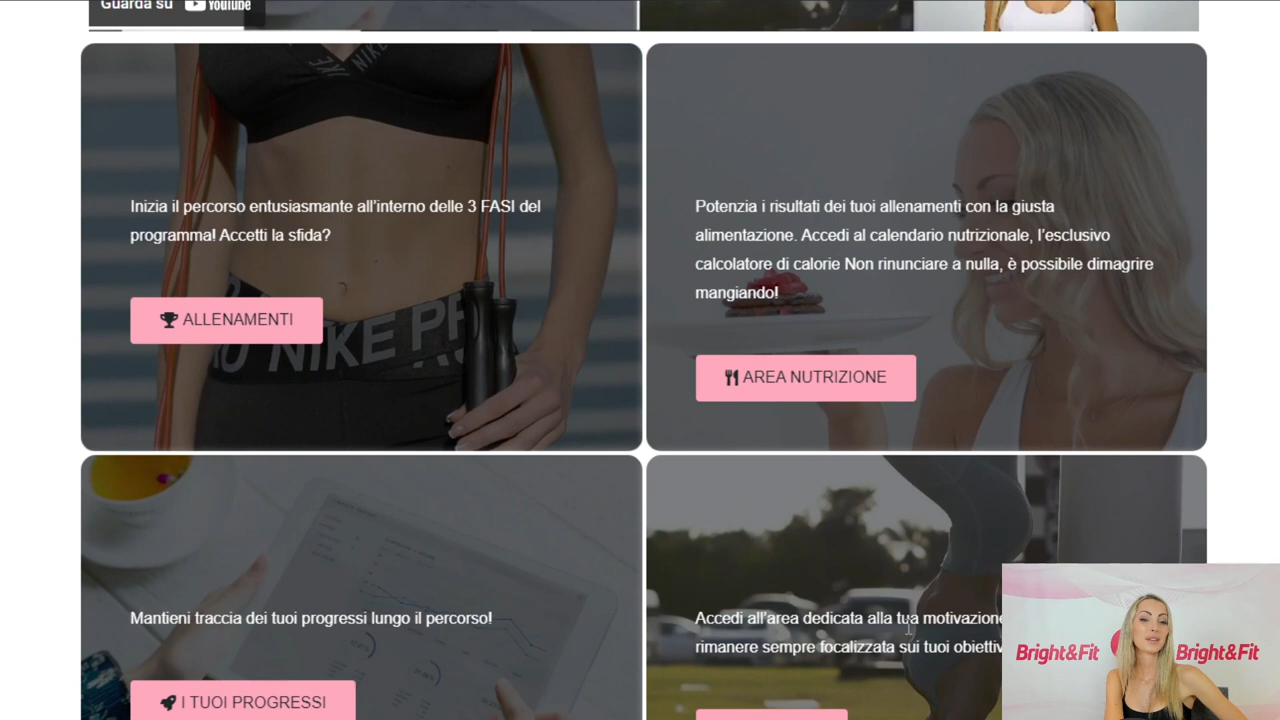 Guarda su YouTube
Inizia il percorso entusiasmante all’interno delle 3 FASI del
programma! Accetti la sfida?
ALLENAMENTI
NIKE PRO
Potenzia i risultati dei tuoi allenamenti con la giusta
alimentazione. Accedi al calendario nutrizionale, l’esclusivo
calcolatore di calorie Non rinunciare a nulla, è possibile dimagrire
mangiando!
AREA NUTRIZIONE
Mantieni traccia dei tuoi progressi lungo il percorso!
I TUOI PROGRESSI
Accedi all’area dedicata alla tua motivazione
rimanere sempre focalizzata sui tuoi obiettiv
Bright&Fit
Bright&Fit